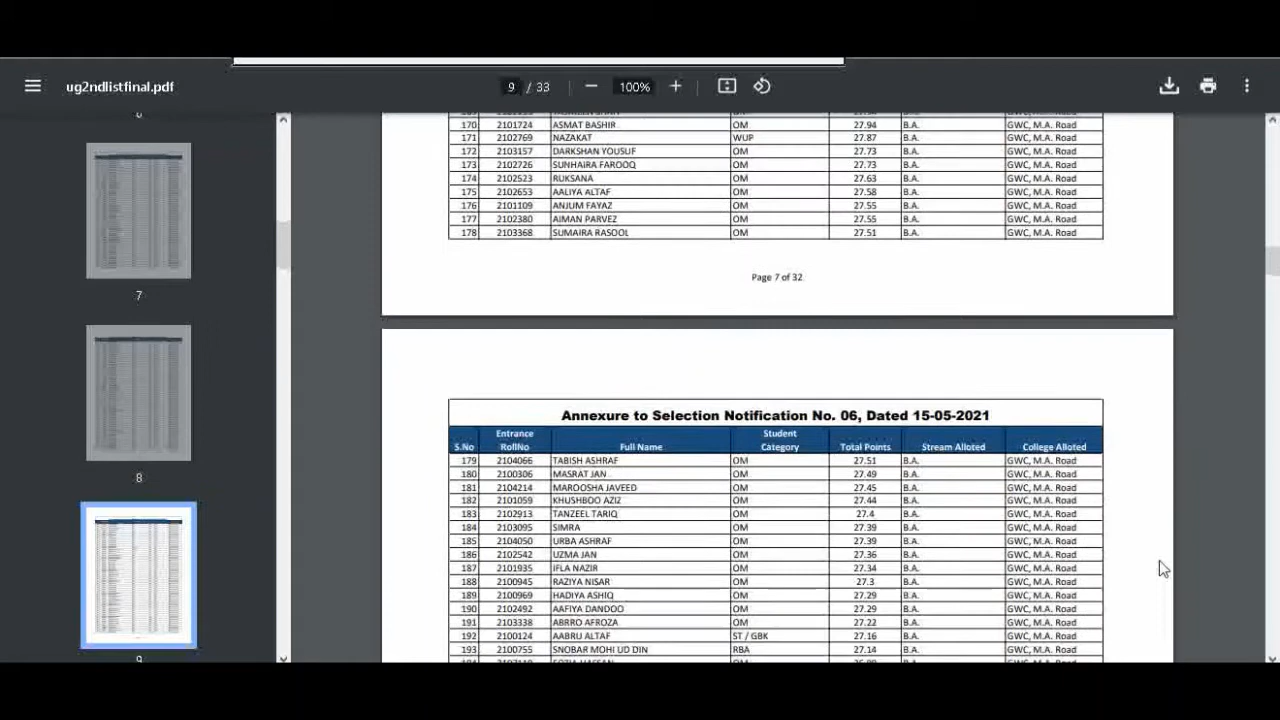 ug2ndlistfinal.pdf
9 / 33
100%
7
8
9
170 2101724 ASMAT BASHIR OM 27.94 B.A. GWC, M.A. Road
171 2102769 NAZAKAT WUP 27.87 B.A. GWC, M.A. Road
172 2103157 DARKSHAN YOUSUF OM 27.73 B.A. GWC, M.A. Road
173 2102726 SUNHAIRA FAROOQ OM 27.73 B.A. GWC, M.A. Road
174 2102523 RUKSANA OM 27.63 B.A. GWC, M.A. Road
175 2102653 AALIYA ALTAF OM 27.58 B.A. GWC, M.A. Road
176 2101109 ANJUM FAYAZ OM 27.55 B.A. GWC, M.A. Road
177 2102380 AIMAN PARVEZ OM 27.55 B.A. GWC, M.A. Road
178 2103368 SUMAIRA RASOOL OM 27.51 B.A. GWC, M.A. Road
Page 7 of 32
Annexure to Selection Notification No. 06, Dated 15-05-2021
S.No Entrance RollNo Full Name Student Category Total Points Stream Alloted College Alloted
179 2104066 TABISH ASHRAF OM 27.51 B.A. GWC, M.A. Road
180 2100306 MASRAT JAN OM 27.49 B.A. GWC, M.A. Road
181 2104214 MAROOSHA JAVEED OM 27.45 B.A. GWC, M.A. Road
182 2101059 KHUSHBOO AZIZ OM 27.44 B.A. GWC, M.A. Road
183 2102913 TANZEEL TARIQ OM 27.4 B.A. GWC, M.A. Road
184 2103095 SIMRA OM 27.39 B.A. GWC, M.A. Road
185 2104050 URBA ASHRAF OM 27.39 B.A. GWC, M.A. Road
186 2102542 UZMA JAN OM 27.36 B.A. GWC, M.A. Road
187 2101935 IFLA NAZIR OM 27.34 B.A. GWC, M.A. Road
188 2100945 RAZIYA NISAR OM 27.3 B.A. GWC, M.A. Road
189 2100969 HADIYA ASHIQ OM 27.29 B.A. GWC, M.A. Road
190 2102492 AAFIYA DANDOO OM 27.29 B.A. GWC, M.A. Road
191 2103338 ABRRO AFROZA OM 27.22 B.A. GWC, M.A. Road
192 2100124 AABRU ALTAF ST / GBK 27.16 B.A. GWC, M.A. Road
193 2100755 SNOBAR MOHI UD DIN RBA 27.14 B.A. GWC, M.A. Road